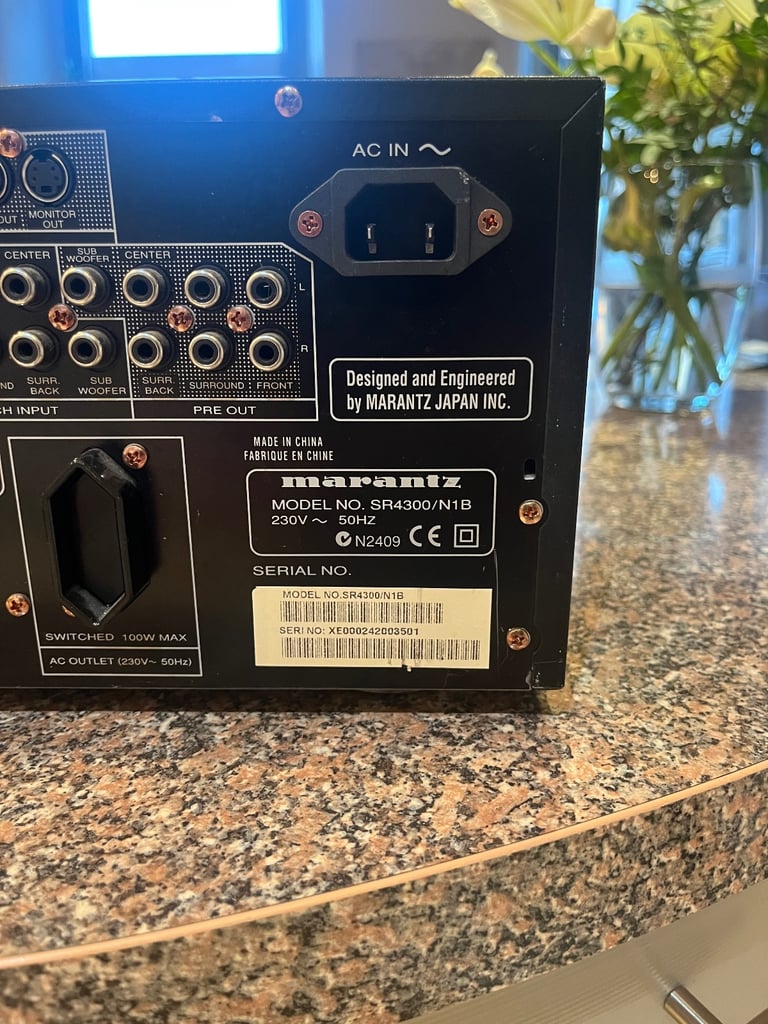 AC IN ~
OUT MONITOR
OUT
CENTER SUB
WOOFER CENTER
L
R
SURR.
BACK SUB
WOOFER SURR.
BACK SURROUND FRONT
INPUT PRE OUT
Designed and Engineered
by MARANTZ JAPAN INC.
MADE IN CHINA
FABRIQUE EN CHINE
marantz
MODEL NO. SR4300/N1B
230V ~ 50HZ
N2409 CE
SERIAL NO.
MODEL NO.SR4300/N1B
SERI NO: XE000242003501
SWITCHED 100W MAX
AC OUTLET (230V~ 50Hz)